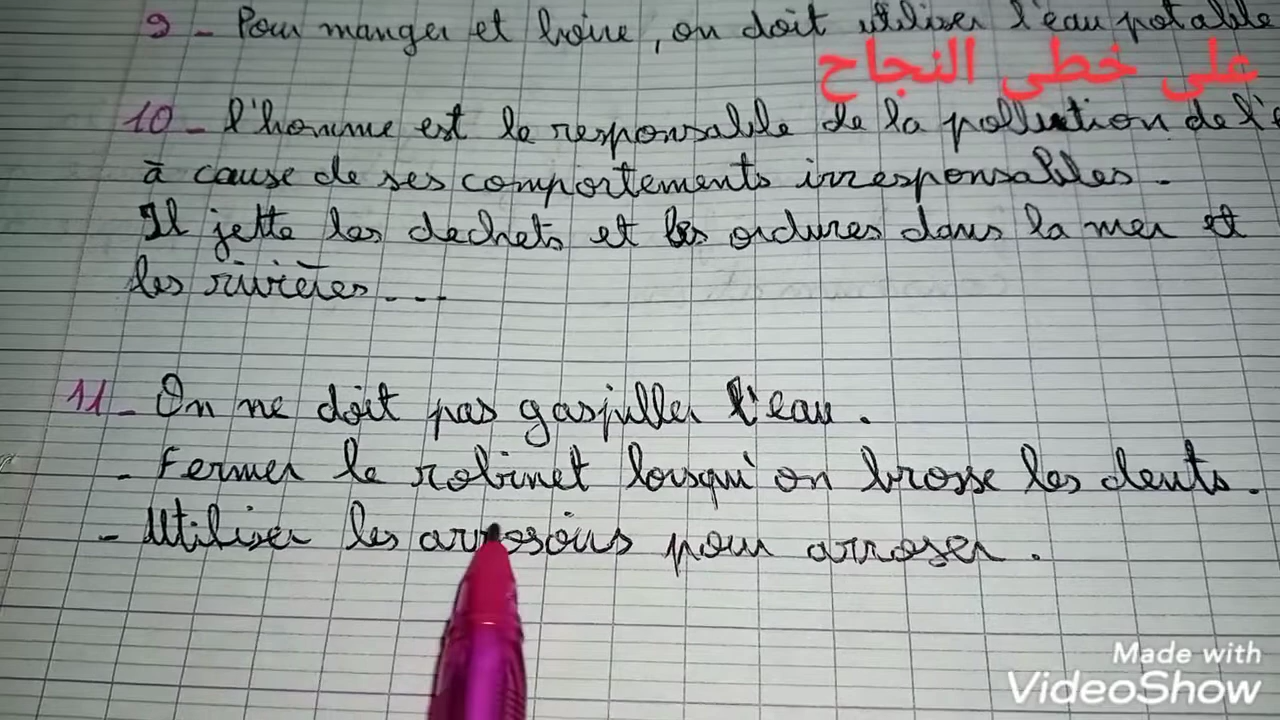 9 - Pour manger et boire, on doit utiliser l'eau potable
على خطى النجاح
10 - l'homme est le responsable de la pollution de l'e
à cause de ses comportements irresponsables.
Il jette les dechets et les ordures dans la mer et
les rivières...
11 - On ne doit pas gaspiller l'eau.
- Fermer le robinet lorsqu'on brosse les dents.
- Utiliser les arrosoirs pour arroser.
Made with
VideoShow